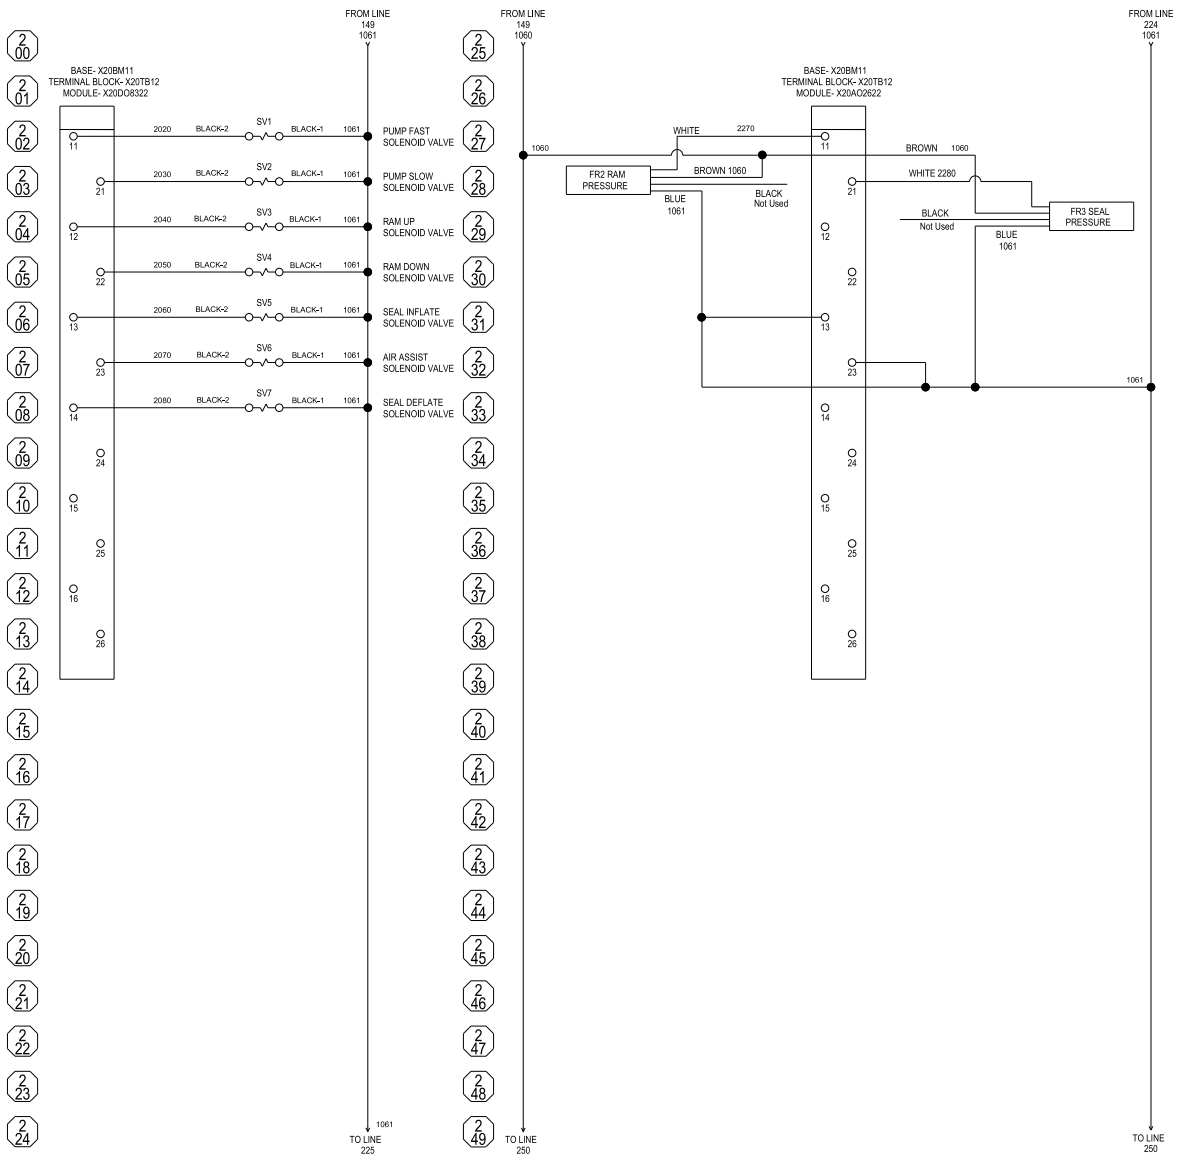 FROM LINE
149
1061
2
00
BASE- X20BM11
TERMINAL BLOCK- X20TB12
MODULE- X20DO8322
2
01
2
02
11
2020
BLACK-2
SV1
BLACK-1
1061
PUMP FAST
SOLENOID VALVE
2
03
21
2030
BLACK-2
SV2
BLACK-1
1061
PUMP SLOW
SOLENOID VALVE
2
04
12
2040
BLACK-2
SV3
BLACK-1
1061
RAM UP
SOLENOID VALVE
2
05
22
2050
BLACK-2
SV4
BLACK-1
1061
RAM DOWN
SOLENOID VALVE
2
06
13
2060
BLACK-2
SV5
BLACK-1
1061
SEAL INFLATE
SOLENOID VALVE
2
07
23
2070
BLACK-2
SV6
BLACK-1
1061
AIR ASSIST
SOLENOID VALVE
2
08
14
2080
BLACK-2
SV7
BLACK-1
1061
SEAL DEFLATE
SOLENOID VALVE
2
09
24
2
10
15
2
11
25
2
12
16
2
13
26
2
14
2
15
2
16
2
17
2
18
2
19
2
20
2
21
2
22
2
23
2
24
1061
TO LINE
225
FROM LINE
149
1060
FROM LINE
224
1061
2
25
BASE- X20BM11
TERMINAL BLOCK- X20TB12
MODULE- X20AO2622
2
26
2
27
WHITE
2270
11
1060
BROWN
1060
2
28
FR2 RAM
PRESSURE
BROWN 1060
BLACK
Not Used
BLUE
1061
21
WHITE 2280
2
29
12
BLACK
Not Used
FR3 SEAL
PRESSURE
BLUE
1061
2
30
22
2
31
13
2
32
23
1061
2
33
14
2
34
24
2
35
15
2
36
25
2
37
16
2
38
26
2
39
2
40
2
41
2
42
2
43
2
44
2
45
2
46
2
47
2
48
2
49
TO LINE
250
TO LINE
250